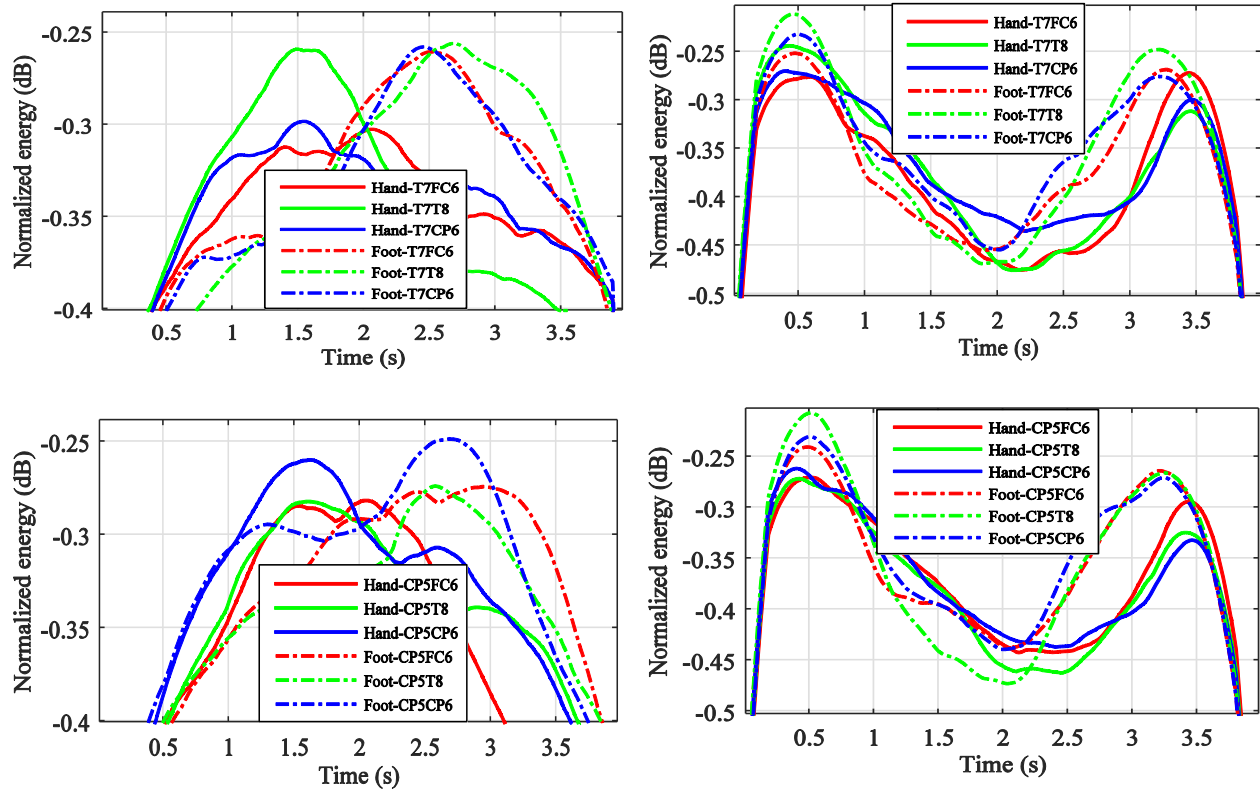 Normalized energy (dB)
-0.25
-0.3
-0.35
-0.4
0.5 1 1.5 2 2.5 3 3.5
Time (s)
Hand-T7FC6
Hand-T7T8
Hand-T7CP6
Foot-T7FC6
Foot-T7T8
Foot-T7CP6
Normalized energy (dB)
-0.25
-0.3
-0.35
-0.4
-0.45
-0.5
0.5 1 1.5 2 2.5 3 3.5
Time (s)
Hand-T7FC6
Hand-T7T8
Hand-T7CP6
Foot-T7FC6
Foot-T7T8
Foot-T7CP6
Normalized energy (dB)
-0.25
-0.3
-0.35
-0.4
0.5 1 1.5 2 2.5 3 3.5
Time (s)
Hand-CP5FC6
Hand-CP5T8
Hand-CP5CP6
Foot-CP5FC6
Foot-CP5T8
Foot-CP5CP6
Normalized energy (dB)
-0.25
-0.3
-0.35
-0.4
-0.45
-0.5
0.5 1 1.5 2 2.5 3 3.5
Time (s)
Hand-CP5FC6
Hand-CP5T8
Hand-CP5CP6
Foot-CP5FC6
Foot-CP5T8
Foot-CP5CP6